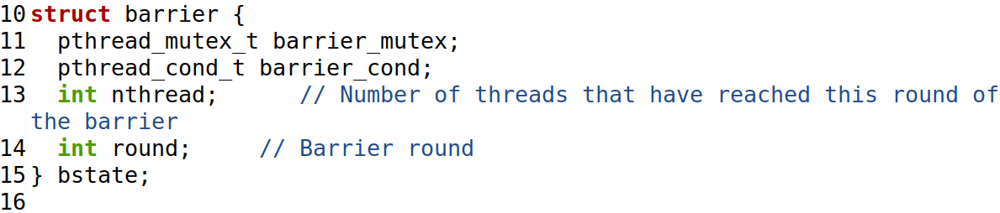 10 struct barrier {
11   pthread_mutex_t barrier_mutex;
12   pthread_cond_t barrier_cond;
13   int nthread;      // Number of threads that have reached this round of
the barrier
14   int round;     // Barrier round
15 } bstate;
16